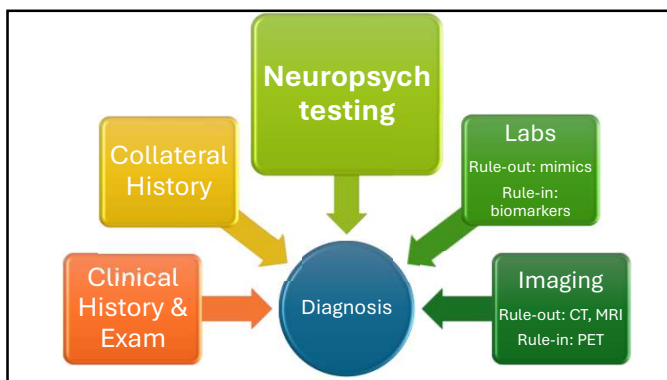 Neuropsych
testing
Collateral
History
Labs
Rule-out: mimics
Rule-in:
biomarkers
Clinical
History &
Exam
Diagnosis
Imaging
Rule-out: CT, MRI
Rule-in: PET